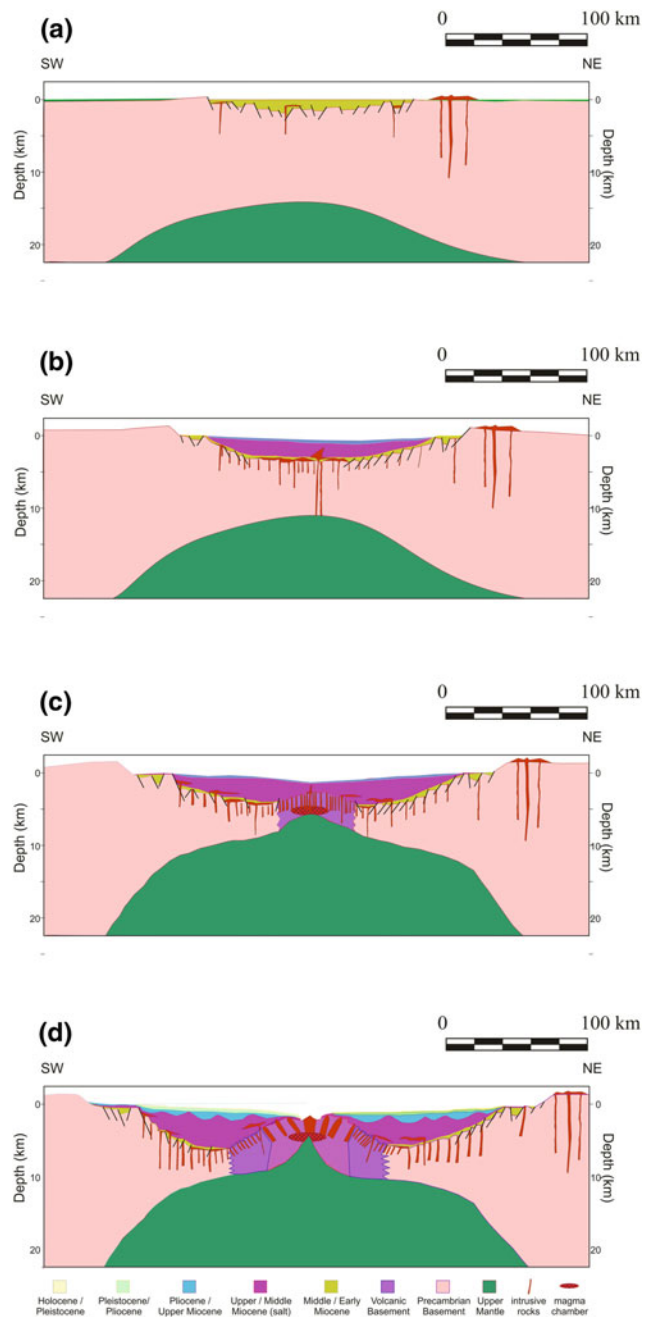 (a)
0 100 km
SW NE
0 0
10 10
20 20
Depth (km) Depth (km)
(b)
0 100 km
SW NE
0 0
10 10
20 20
Depth (km) Depth (km)
(c)
0 100 km
SW NE
0 0
10 10
20 20
Depth (km) Depth (km)
(d)
0 100 km
SW NE
0 0
10 10
20 20
Depth (km) Depth (km)
Holocene / Pleistocene
Pleistocene/ Pliocene
Pliocene / Upper Miocene
Upper / Middle Miocene (salt)
Middle / Early Miocene
Volcanic Basement
Precambrian Basement
Upper Mantle
intrusive rocks
magma chamber